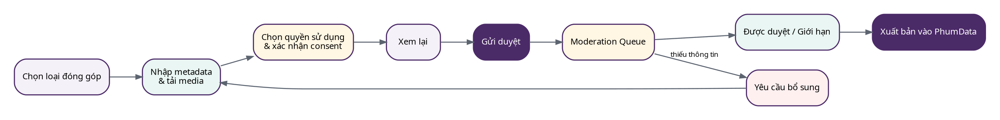 Chọn loại đóng góp
Nhập metadata
& tải media
Chọn quyền sử dụng
& xác nhận consent
Xem lại
Gửi duyệt
Moderation Queue
Được duyệt / Giới hạn
Xuất bản vào PhumData
thiếu thông tin
Yêu cầu bổ sung